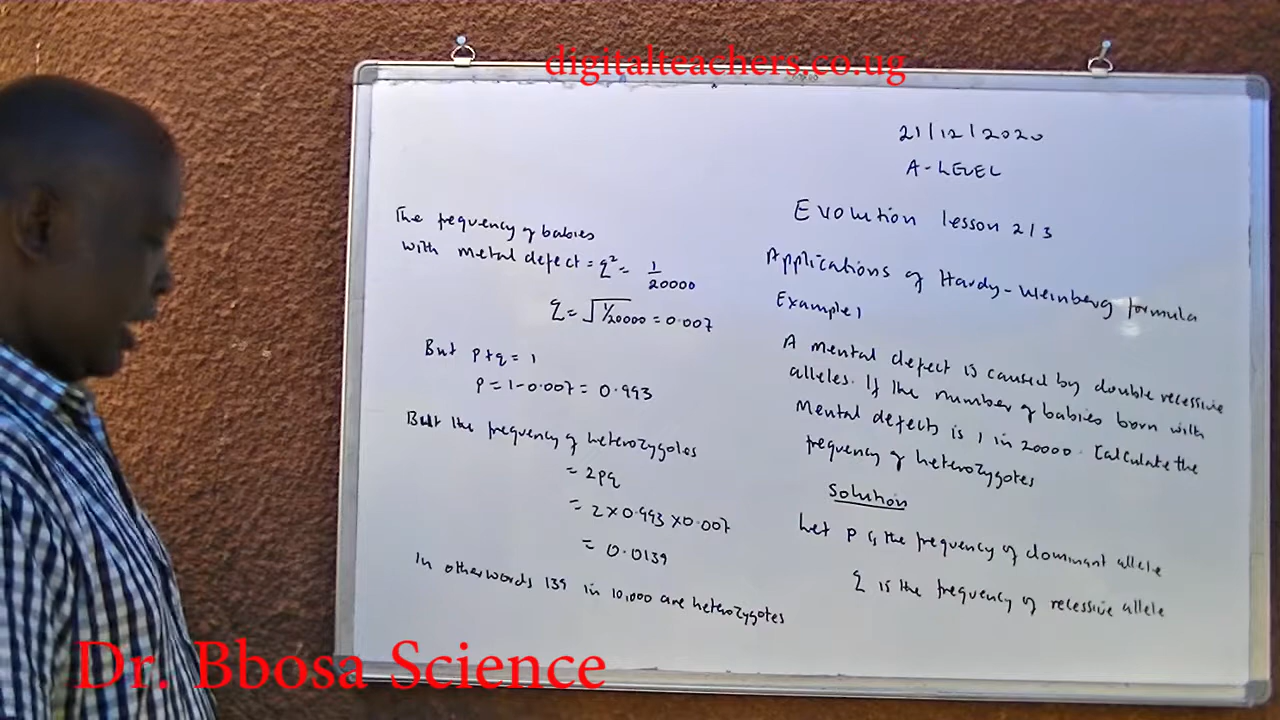 digitalteachers.co.ug
21/12/2020
A-LEVEL
Evolution lesson 2/3
Applications of Hardy-Weinberg formula
Example 1
A mental defect is caused by double recessive
alleles. If the number of babies born with
mental defects is 1 in 20000. Calculate the
frequency of heterozygotes
Solution
Let p is the frequency of dominant allele
q is the frequency of recessive allele
The frequency of babies
with metal defect = q² = 1/20000
q = √1/20000 = 0.007
But p+q = 1
p = 1-0.007 = 0.993
But the frequency of heterozygotes
= 2pq
= 2×0.993×0.007
= 0.0139
In otherwords 139 in 10,000 are heterozygotes
Dr. Bbosa Science